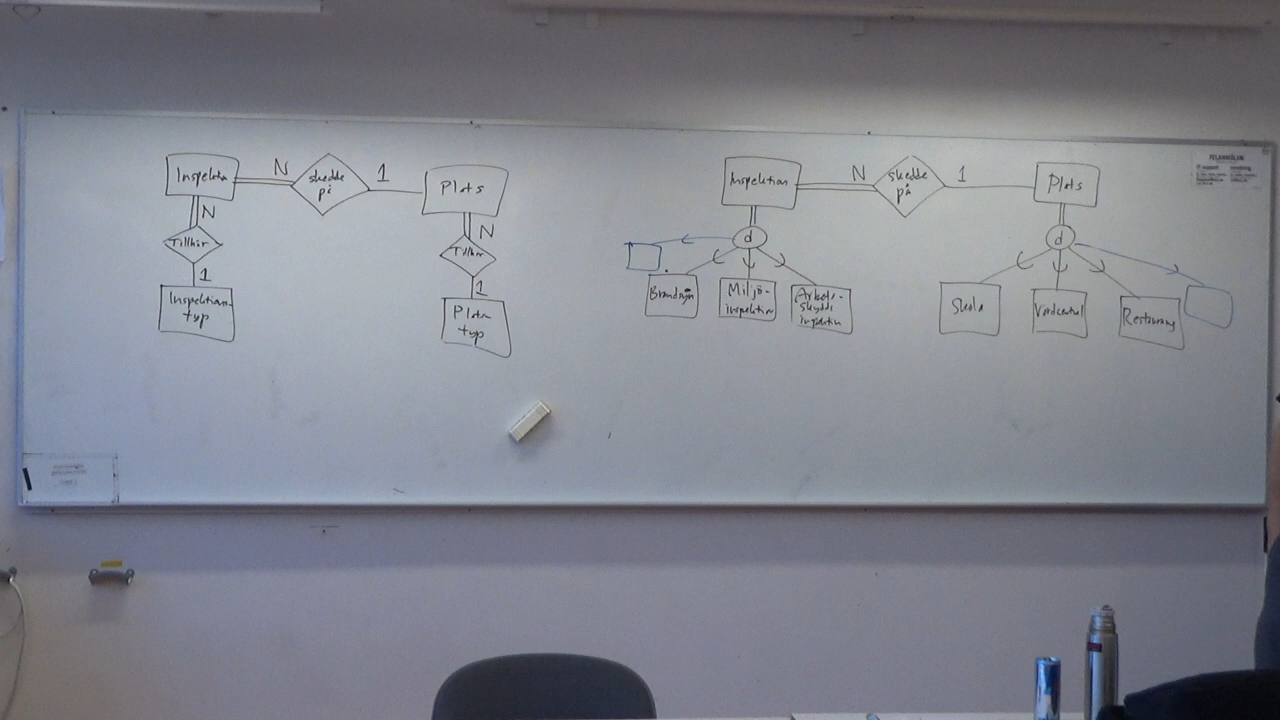 Inspektion
N
skedde
på
1
Plats
N
Tillhör
1
Inspektions
typ
N
Tillhör
1
Plats
typ
Inspektion
N
skedde
på
1
Plats
d
Brandsyn
Miljö-
inspektion
Arbets-
skydds
inspektion
d
Skola
Vårdcentral
Restaurang
FELANMÄLAN